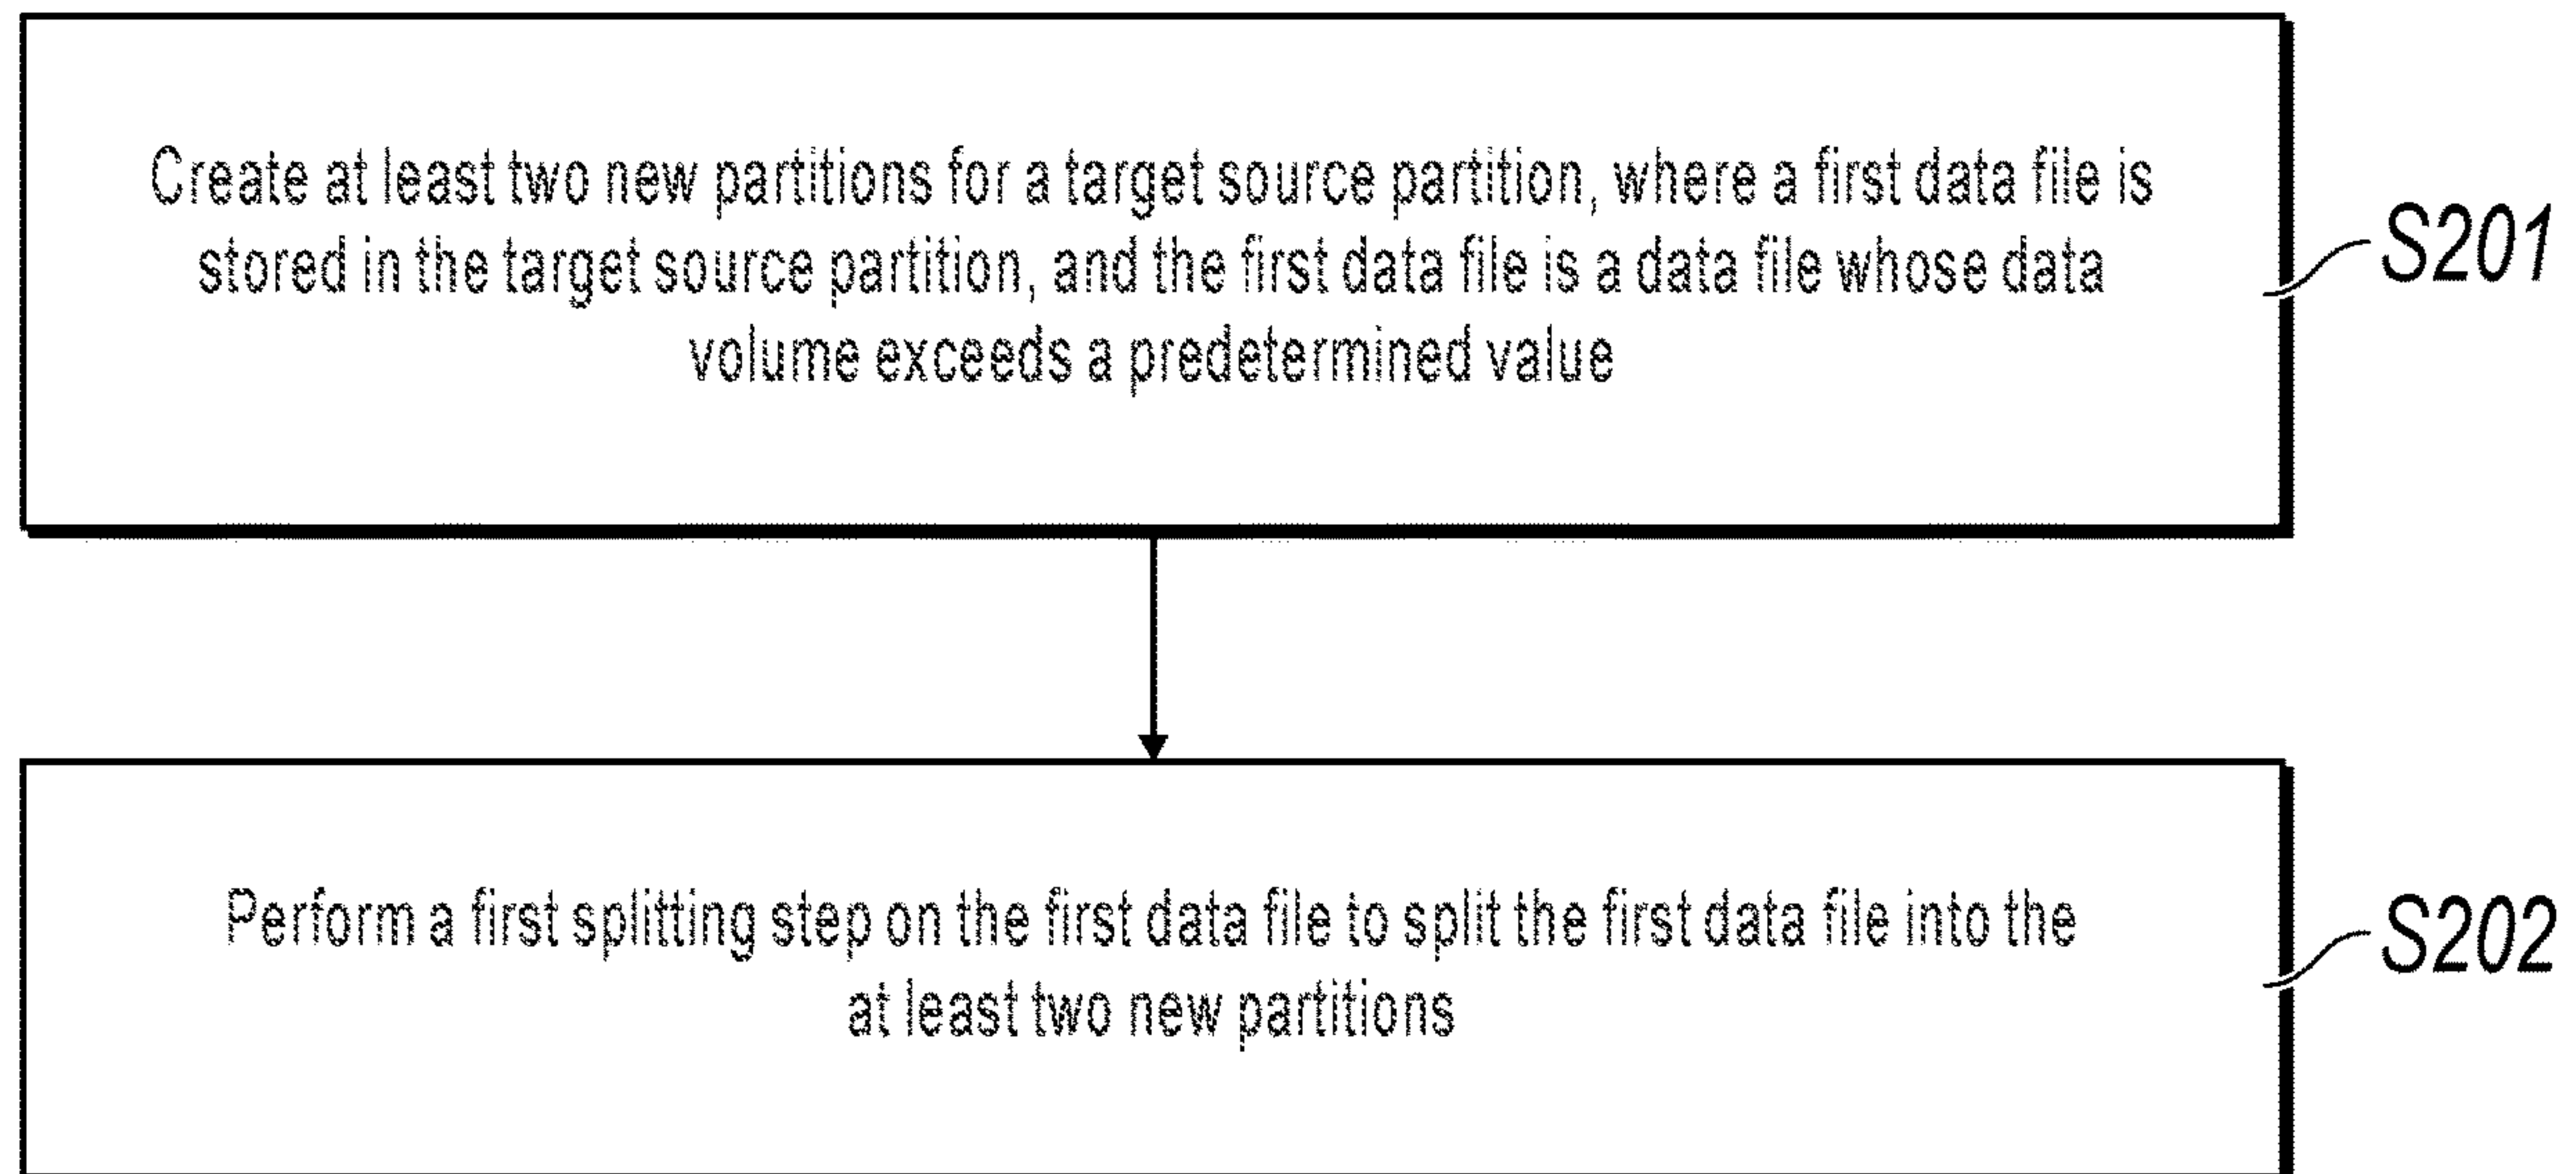 Create at least two new partitions for a target source partition, where a first data file is
stored in the target source partition, and the first data file is a data file whose data
volume exceeds a predetermined value
S201
Perform a first splitting step on the first data file to split the first data file into the
at least two new partitions
S202